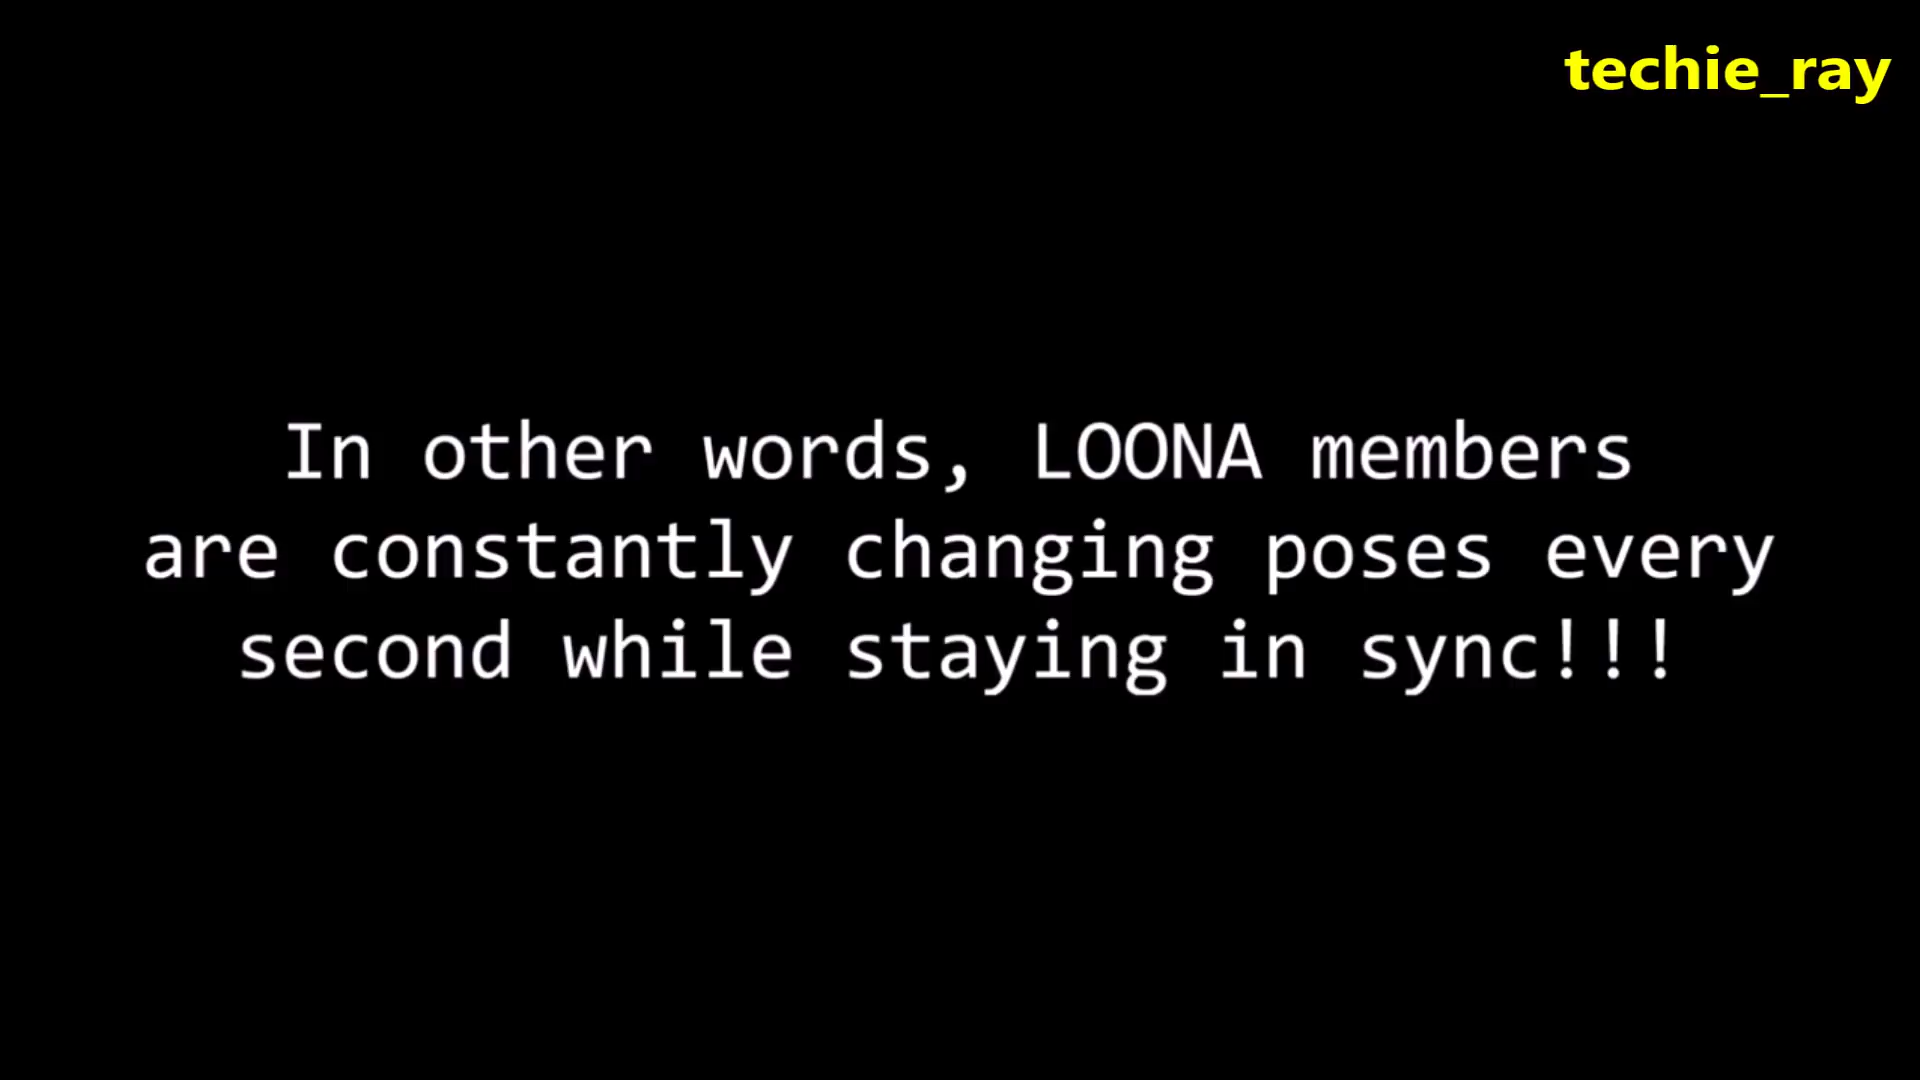 techie_ray
In other words, LOONA members
are constantly changing poses every
second while staying in sync!!!